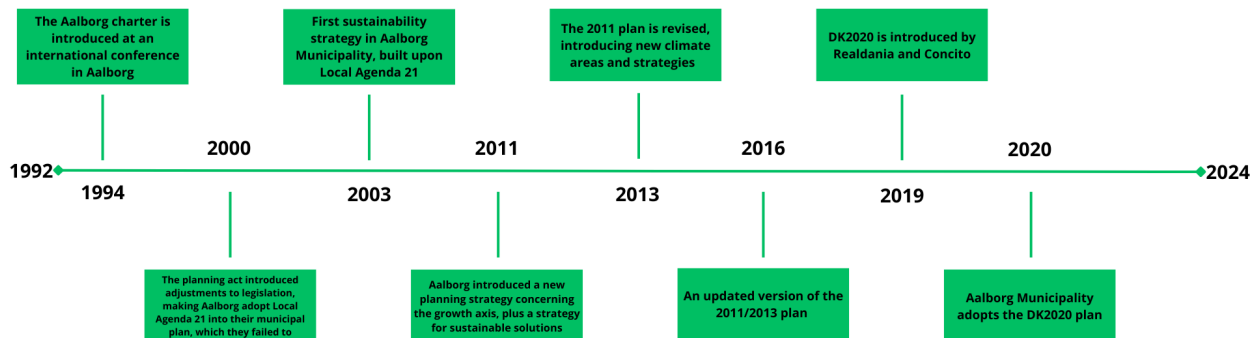 The Aalborg charter is
introduced at an
international conference
in Aalborg
First sustainability
strategy in Aalborg
Municipality, built upon
Local Agenda 21
The 2011 plan is revised,
introducing new climate
areas and strategies
DK2020 is introduced by
Realdania and Concito
2000
2011
2016
2020
1992
2024
1994
2003
2013
2019
The planning act introduced
adjustments to legislation,
making Aalborg adopt Local
Agenda 21 into their municipal
plan, which they failed to
Aalborg introduced a new
planning strategy concerning
the growth axis, plus a strategy
for sustainable solutions
An updated version of the
2011/2013 plan
Aalborg Municipality
adopts the DK2020 plan